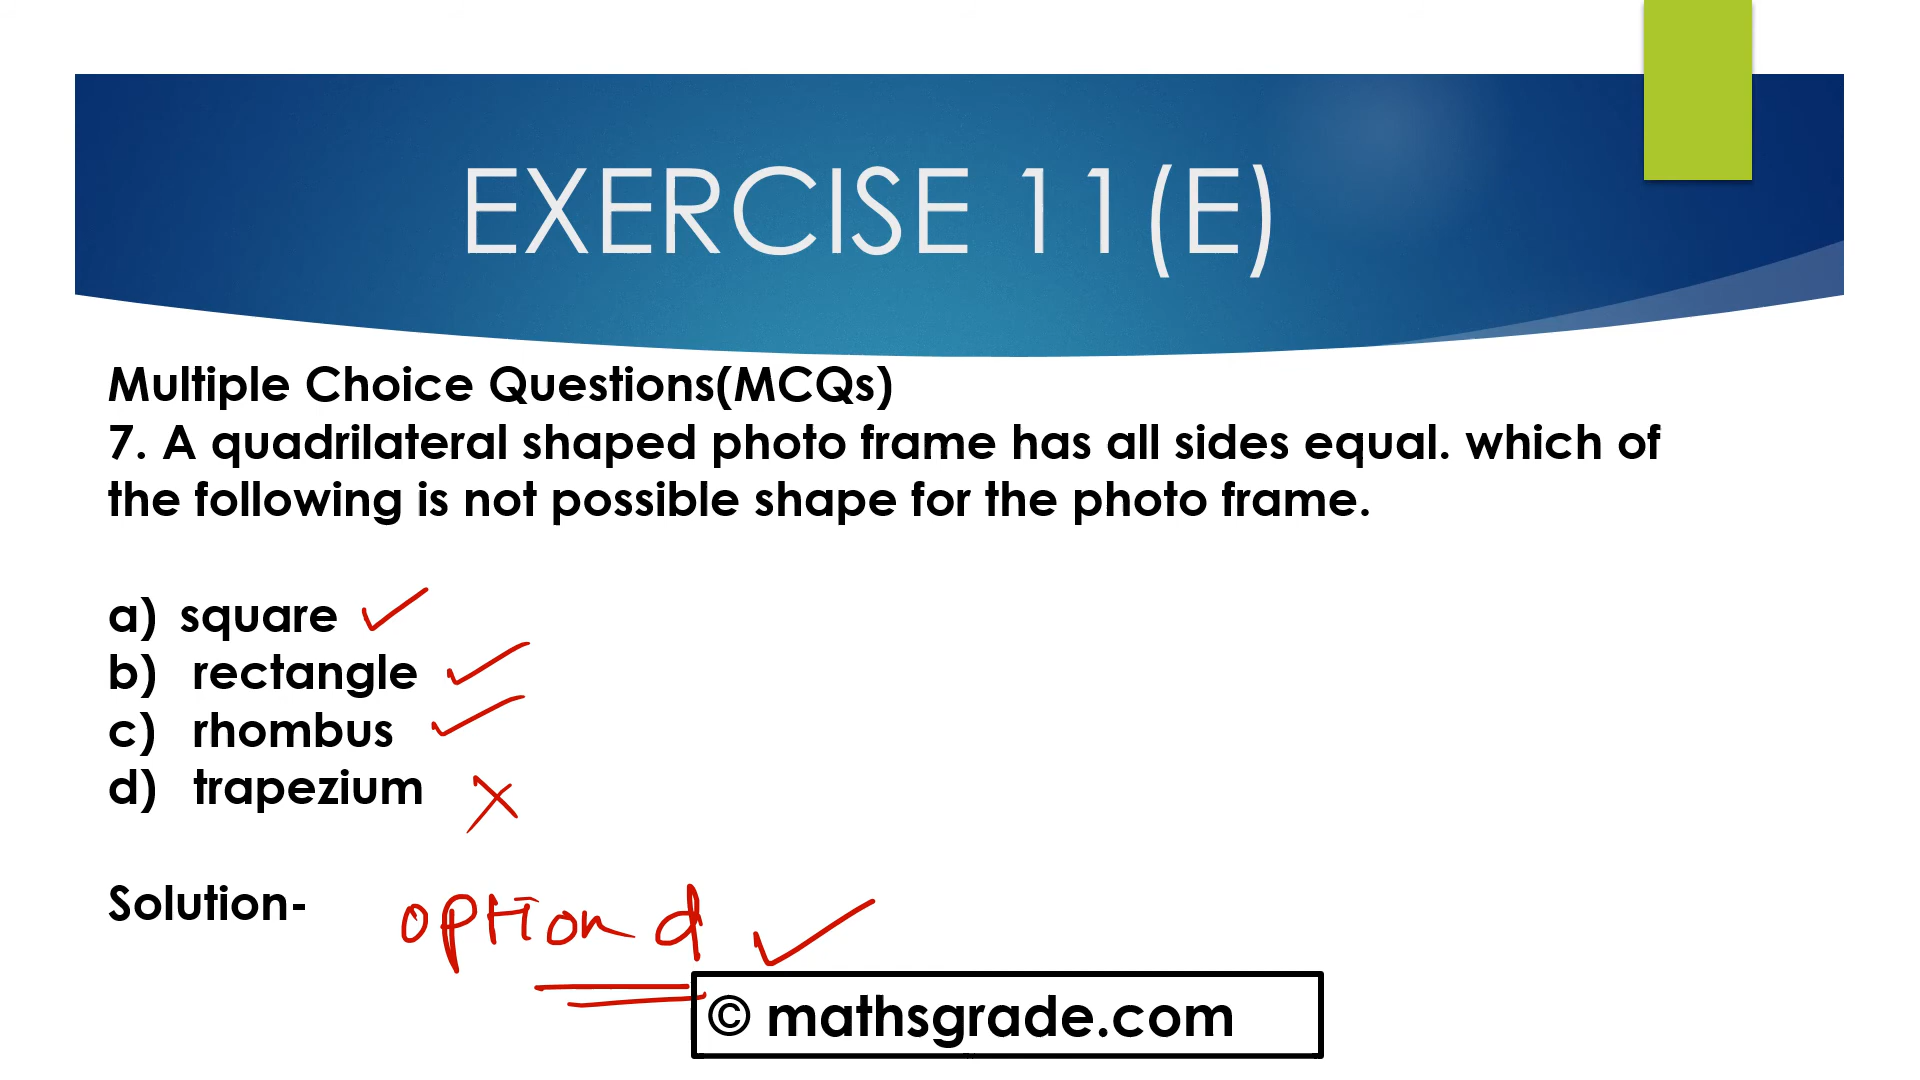 EXERCISE 11(E)
Multiple Choice Questions(MCQs)
7. A quadrilateral shaped photo frame has all sides equal. which of
the following is not possible shape for the photo frame.
a) square
b) rectangle
c) rhombus
d) trapezium
Solution- option d
© mathsgrade.com